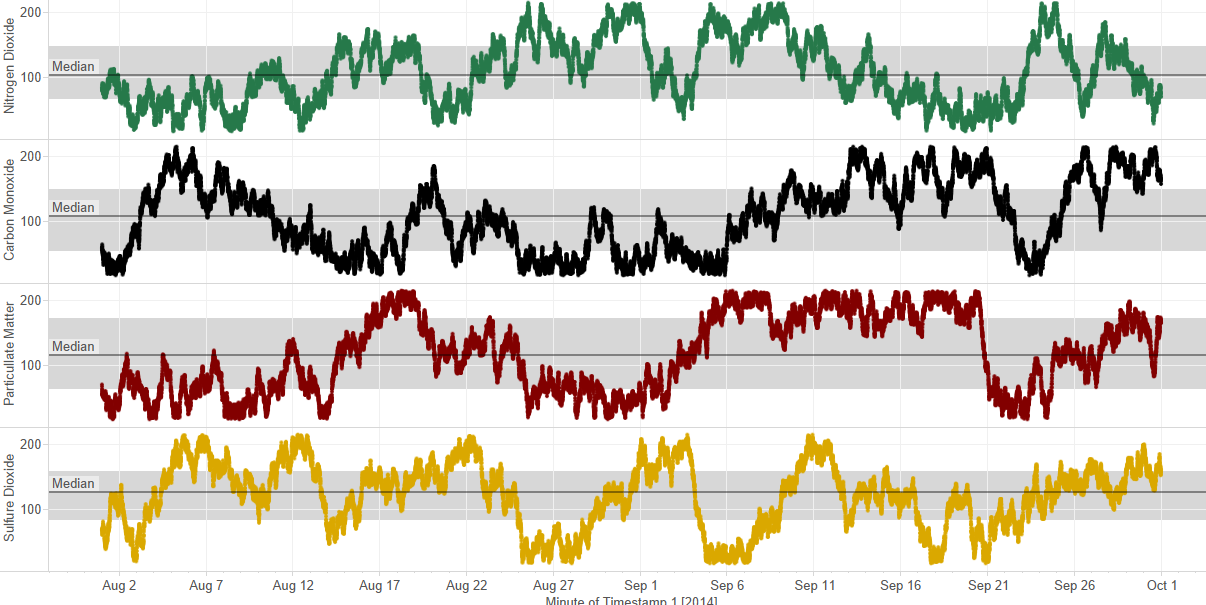 Nitrogen Dioxide
200
Median
100
Carbon Monoxide
200
Median
100
Particullate Matter
200
Median
100
Sulfure Dioxide
200
Median
100
Aug 2 Aug 7 Aug 12 Aug 17 Aug 22 Aug 27 Sep 1 Sep 6 Sep 11 Sep 16 Sep 21 Sep 26 Oct 1
Minute of Timestamp 1 [2014]